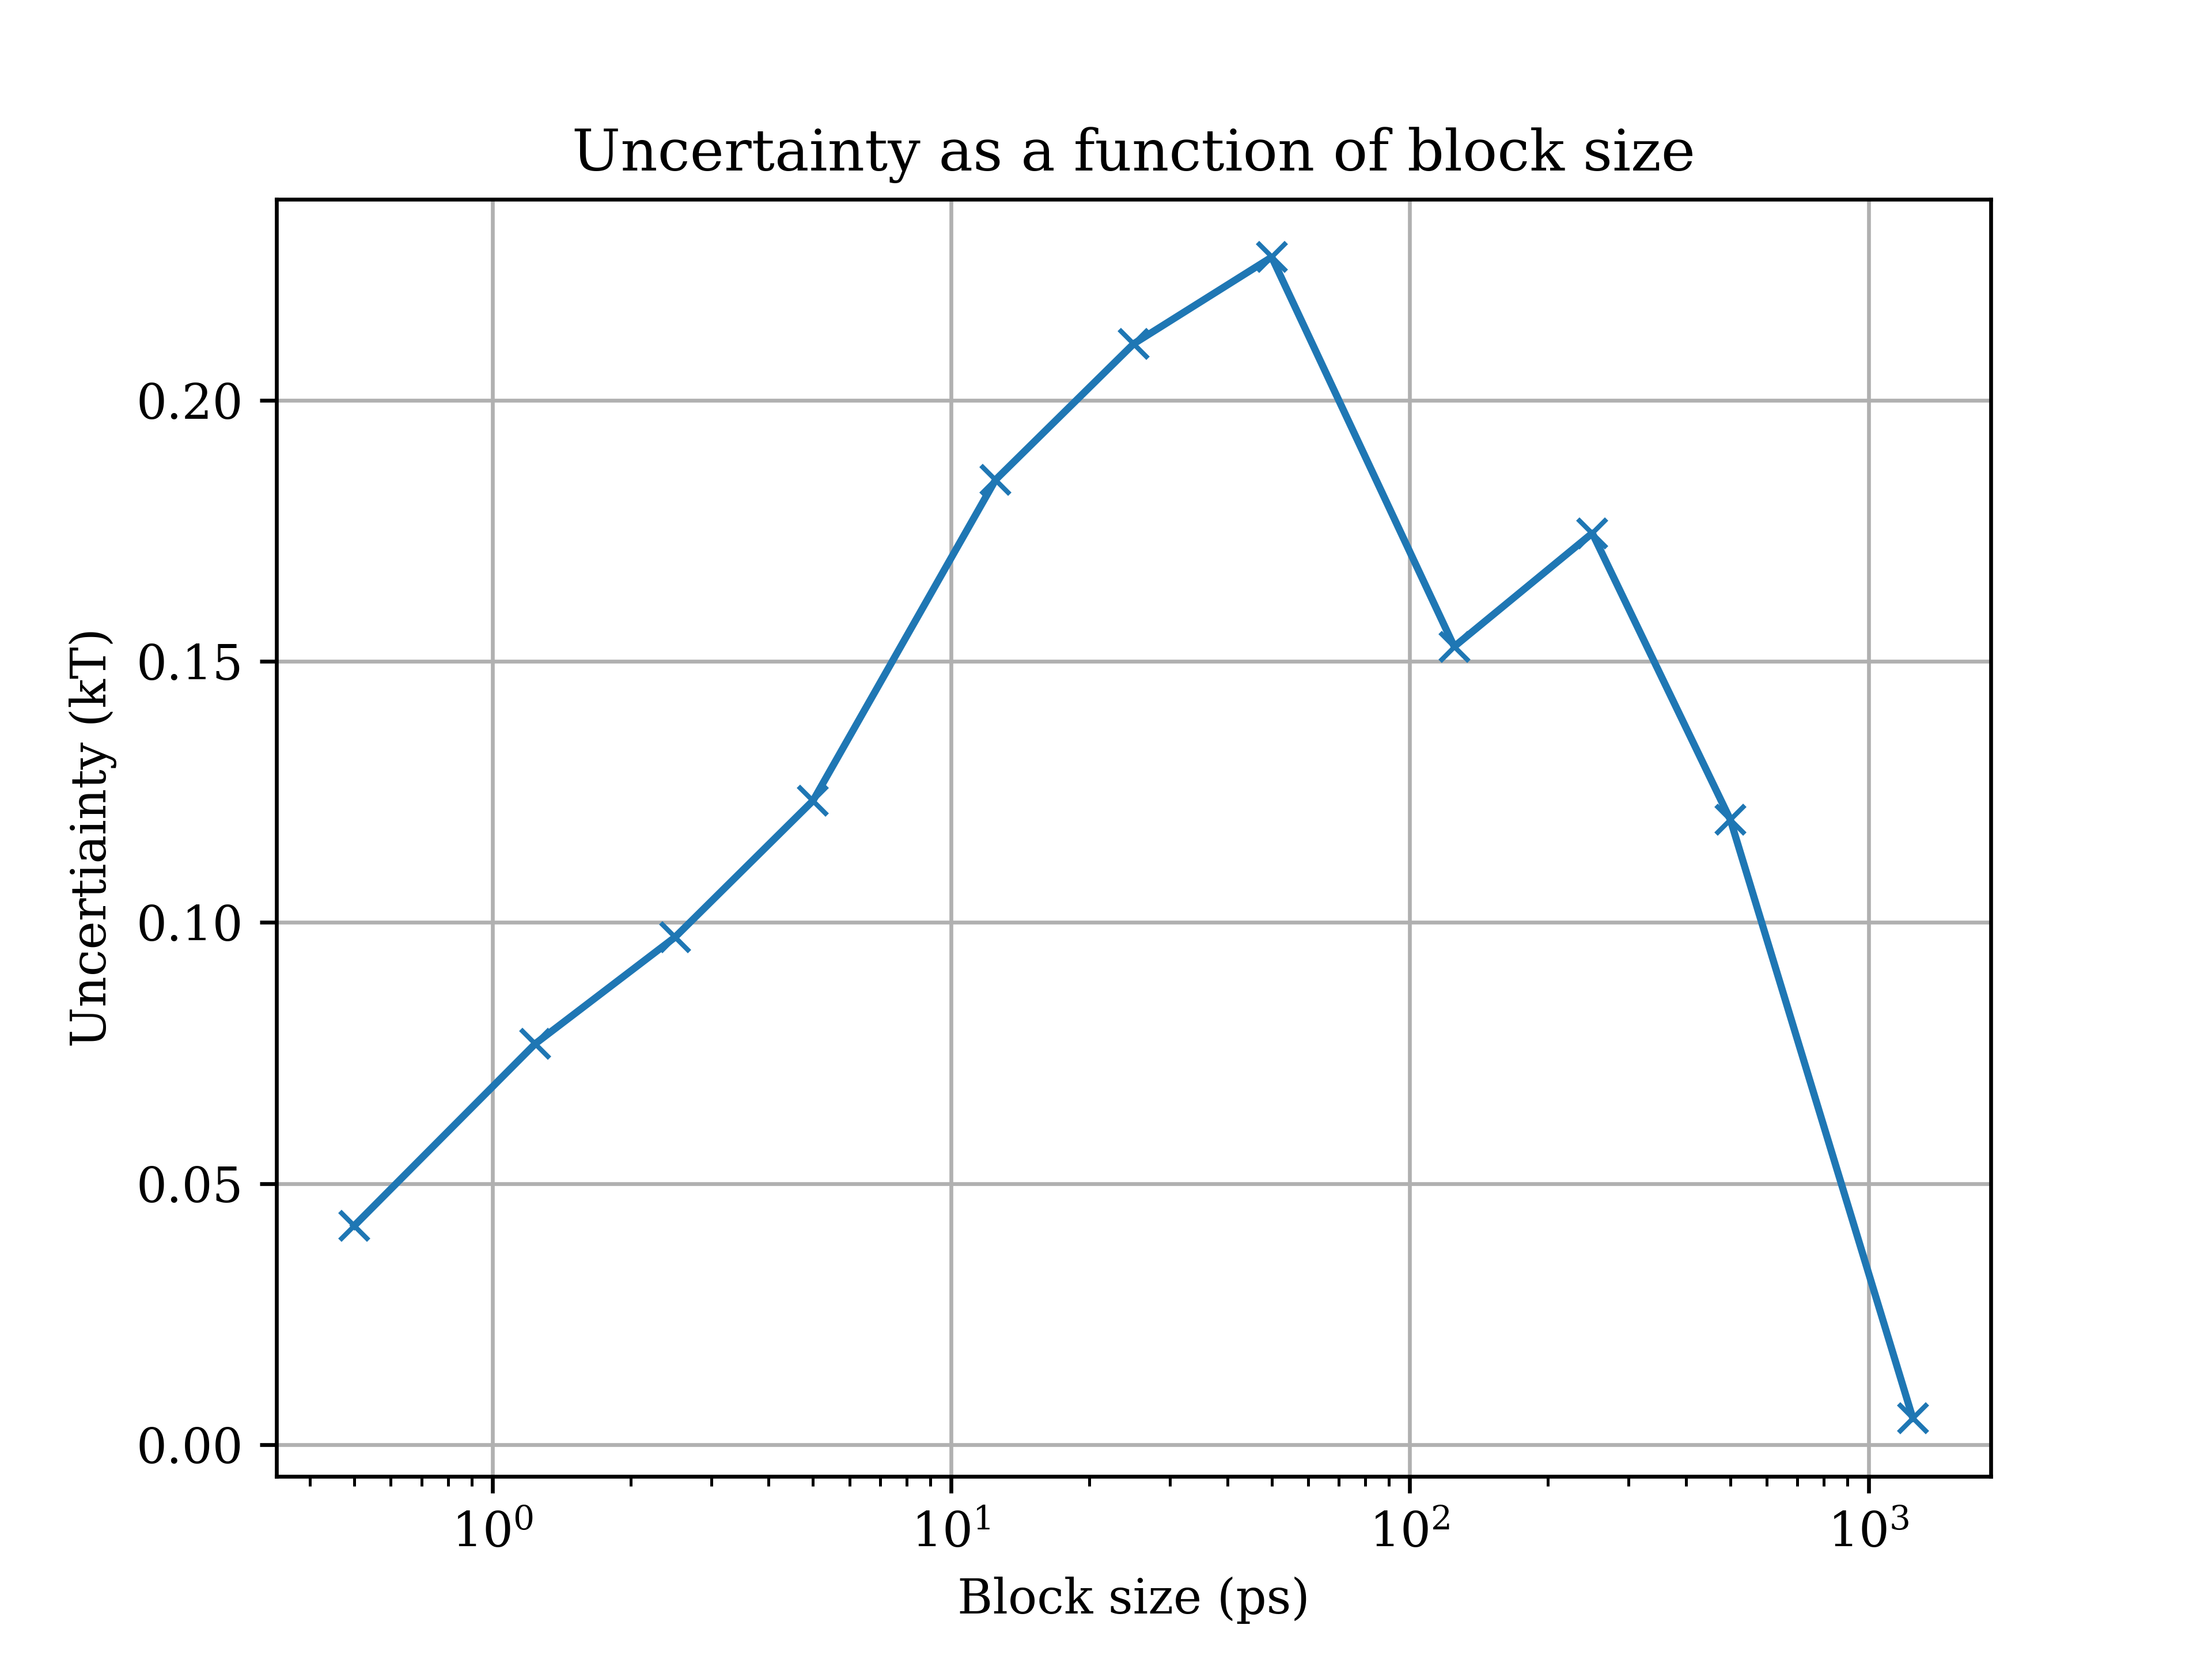 Uncertainty as a function of block size
0.20
0.15
0.10
0.05
0.00
Uncertiainty (kT)
10⁰ 10¹ 10² 10³
Block size (ps)